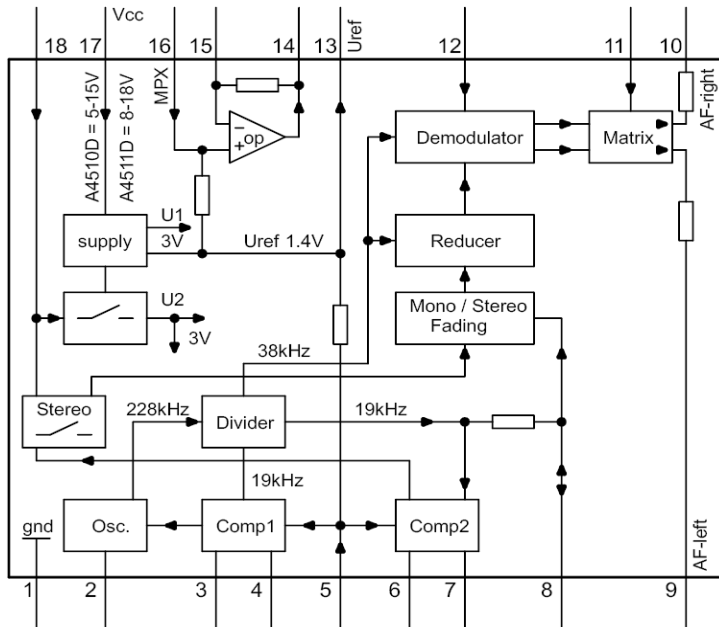 Vcc
18
17
16
15
14
13
Uref
12
11
10
A4510D = 5-15V
A4511D = 8-18V
MPX
AF-right
−
+
op
Demodulator
Matrix
supply
U1
3V
Uref 1.4V
Reducer
U2
3V
Mono / Stereo
Fading
38kHz
Stereo
228kHz
Divider
19kHz
19kHz
gnd
Osc.
Comp1
Comp2
AF-left
1
2
3
4
5
6
7
8
9